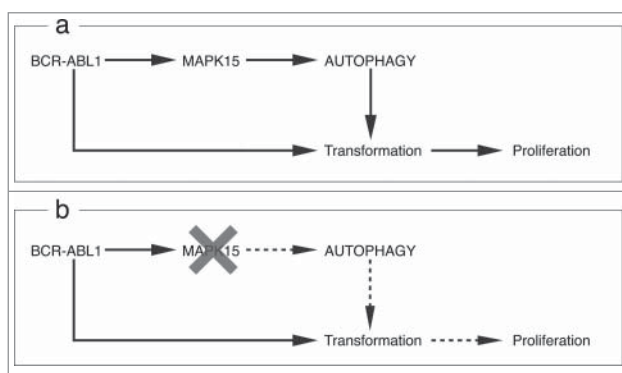 a
BCR-ABL1 MAPK15 AUTOPHAGY
Transformation Proliferation
b
BCR-ABL1 MAPK15 AUTOPHAGY
Transformation Proliferation